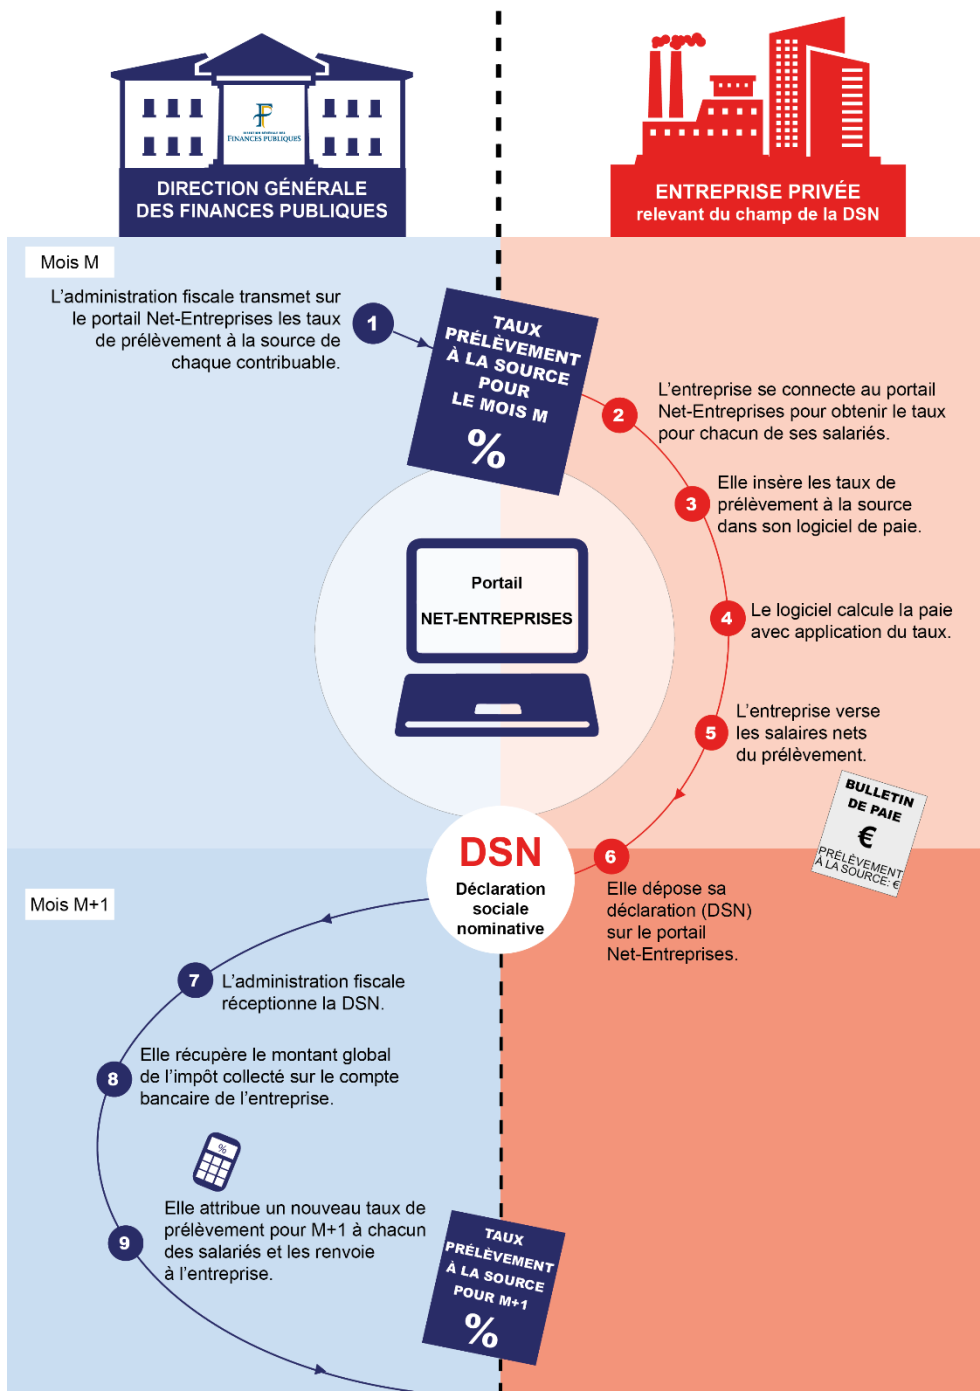 DIRECTION GÉNÉRALE DES
FINANCES PUBLIQUES
DIRECTION GÉNÉRALE
DES FINANCES PUBLIQUES
ENTREPRISE PRIVÉE
relevant du champ de la DSN
Mois M
L’administration fiscale transmet sur
le portail Net-Entreprises les taux
de prélèvement à la source de
chaque contribuable.
1
TAUX
PRÉLÈVEMENT
À LA SOURCE
POUR
LE MOIS M
%
2
L’entreprise se connecte au portail
Net-Entreprises pour obtenir le taux
pour chacun de ses salariés.
3
Elle insère les taux de
prélèvement à la source
dans son logiciel de paie.
Portail
NET-ENTREPRISES
4
Le logiciel calcule la paie
avec application du taux.
5
L’entreprise verse
les salaires nets
du prélèvement.
BULLETIN
DE PAIE
€
PRÉLÈVEMENT
À LA SOURCE: €
DSN
Déclaration
sociale
nominative
6
Elle dépose sa
déclaration (DSN)
sur le portail
Net-Entreprises.
Mois M+1
7
L’administration fiscale
réceptionne la DSN.
8
Elle récupère le montant global
de l’impôt collecté sur le compte
bancaire de l’entreprise.
%
9
Elle attribue un nouveau taux de
prélèvement pour M+1 à chacun
des salariés et les renvoie
à l’entreprise.
TAUX
PRÉLÈVEMENT
À LA SOURCE
POUR M+1
%